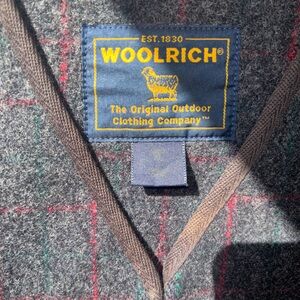 EST. 1830
WOOLRICH®
The Original Outdoor
Clothing Company™